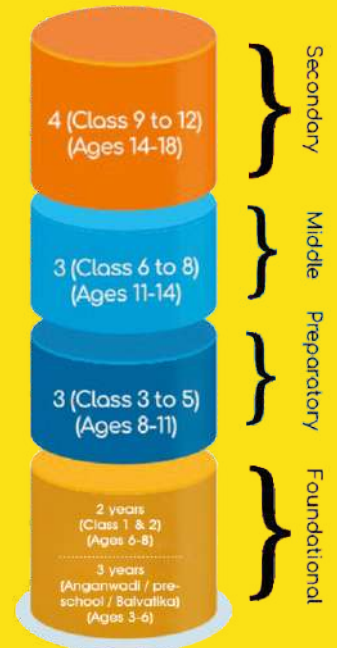 4 (Class 9 to 12)
(Ages 14-18)
Secondary
3 (Class 6 to 8)
(Ages 11-14)
Middle
3 (Class 3 to 5)
(Ages 8-11)
Preparatory
2 years
(Class 1 & 2)
(Ages 6-8)
3 years
(Anganwadi / pre-
school / Balvatika)
(Ages 3-6)
Foundational